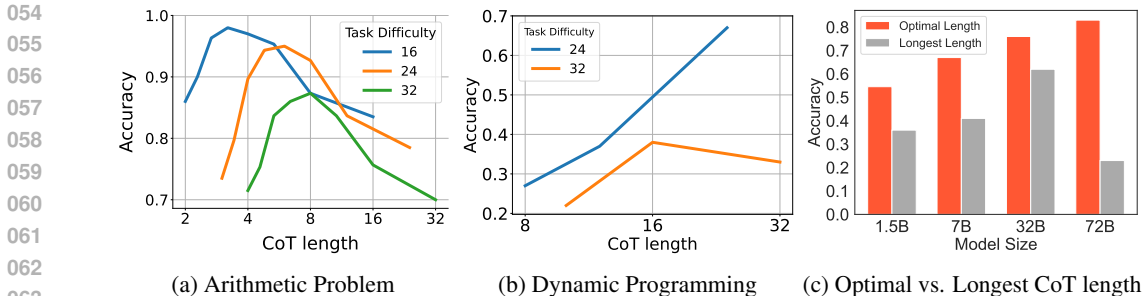 054
055
056
057
058
059
060
061
062
1.0
0.9
0.8
0.7
Accuracy
Task Difficulty
16
24
32
2 4 8 16 32
CoT length
(a) Arithmetic Problem
0.7
0.6
0.5
0.4
0.3
0.2
Accuracy
Task Difficulty
24
32
8 16 32
CoT length
(b) Dynamic Programming
0.8
0.7
0.6
0.5
0.4
0.3
0.2
0.1
0.0
Accuracy
Optimal Length
Longest Length
1.5B 7B 32B 72B
Model Size
(c) Optimal vs. Longest CoT length